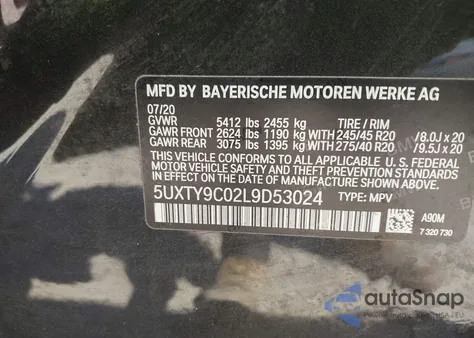 MFD BY BAYERISCHE MOTOREN WERKE AG
07/20
GVWR 5412 lbs 2455 kg TIRE / RIM
GAWR FRONT 2624 lbs 1190 kg WITH 245/45 R20 /8.0J x 20
GAWR REAR 3075 lbs 1395 kg WITH 275/40 R20 /9.5J x 20
THIS VEHICLE CONFORMS TO ALL APPLICABLE U. S. FEDERAL
MOTOR VEHICLE SAFETY AND THEFT PREVENTION STANDARDS IN
EFFECT ON THE DATE OF MANUFACTURE SHOWN ABOVE.
5UXTY9C02L9D53024 TYPE: MPV
A90M
7 320 730
autoSnap